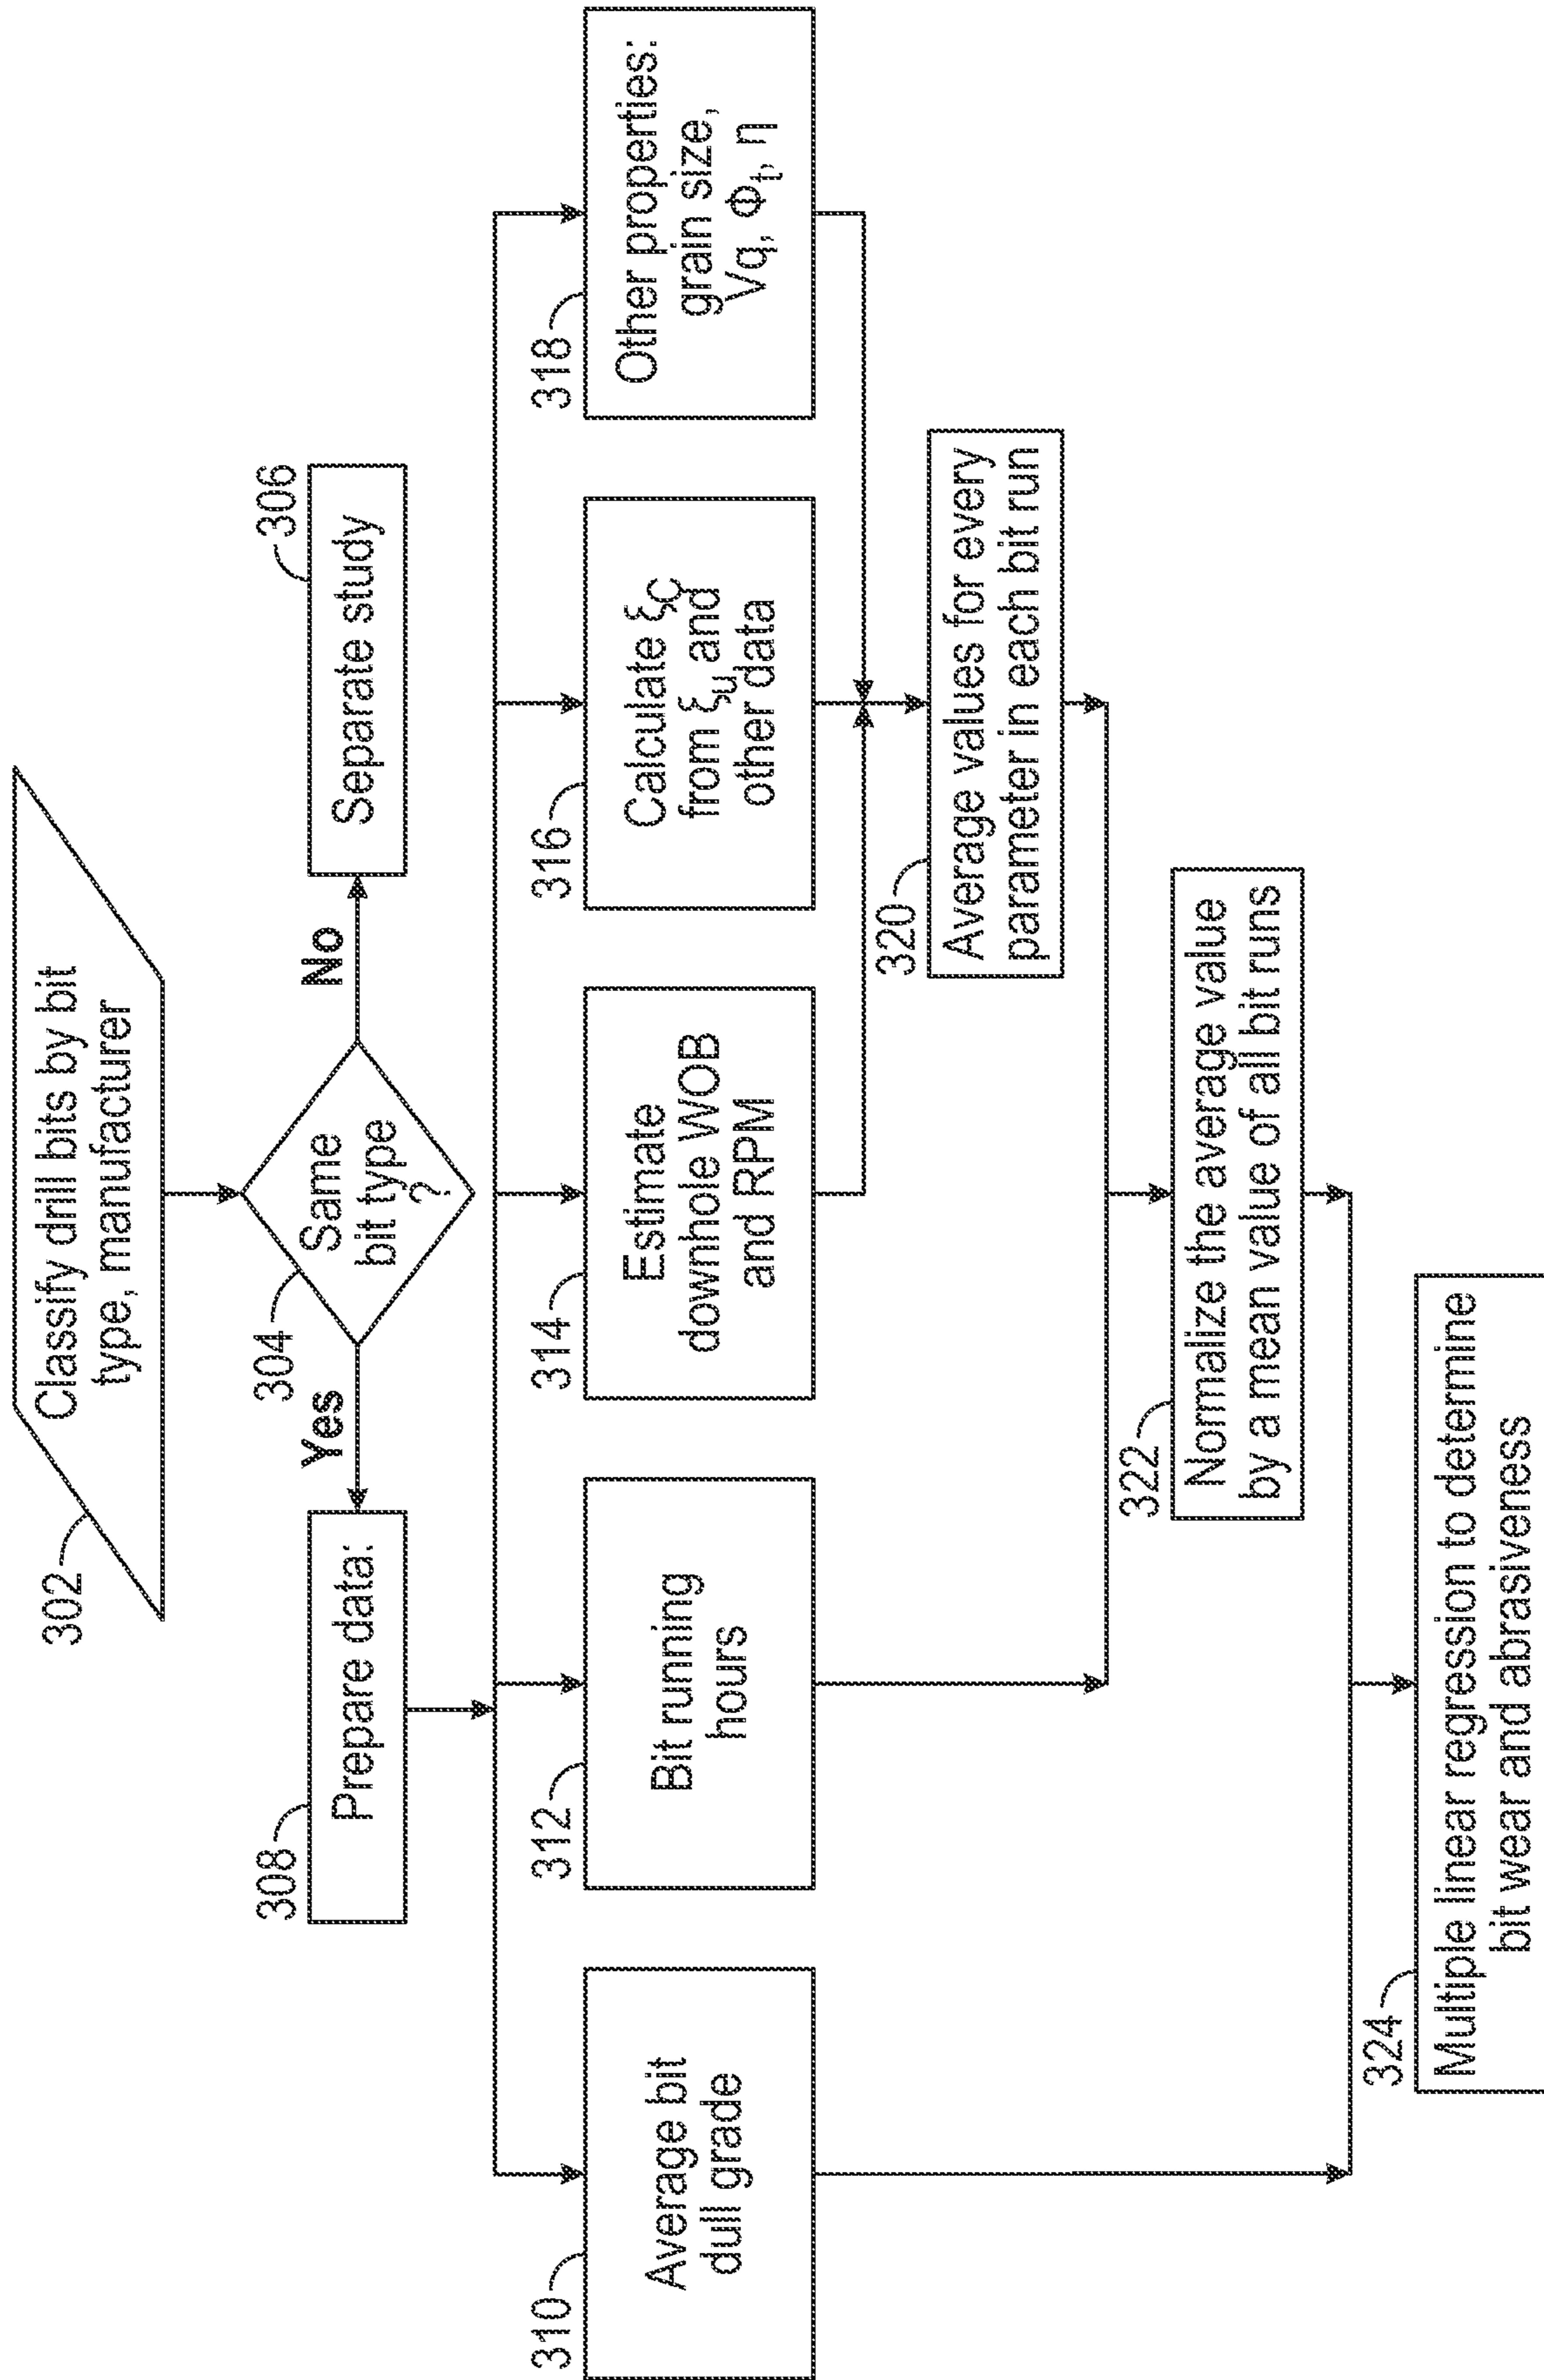 302
Classify drill bits by bit
type, manufacturer
304
Same
bit type
?
Yes
No
306
Separate study
308
Prepare data:
310
Average bit
dull grade
312
Bit running
hours
314
Estimate
downhole WOB
and RPM
316
Calculate ξC
from ξu and
other data
318
Other properties:
grain size,
Vq, Φt, η
320
Average values for every
parameter in each bit run
322
Normalize the average value
by a mean value of all bit runs
324
Multiple linear regression to determine
bit wear and abrasiveness